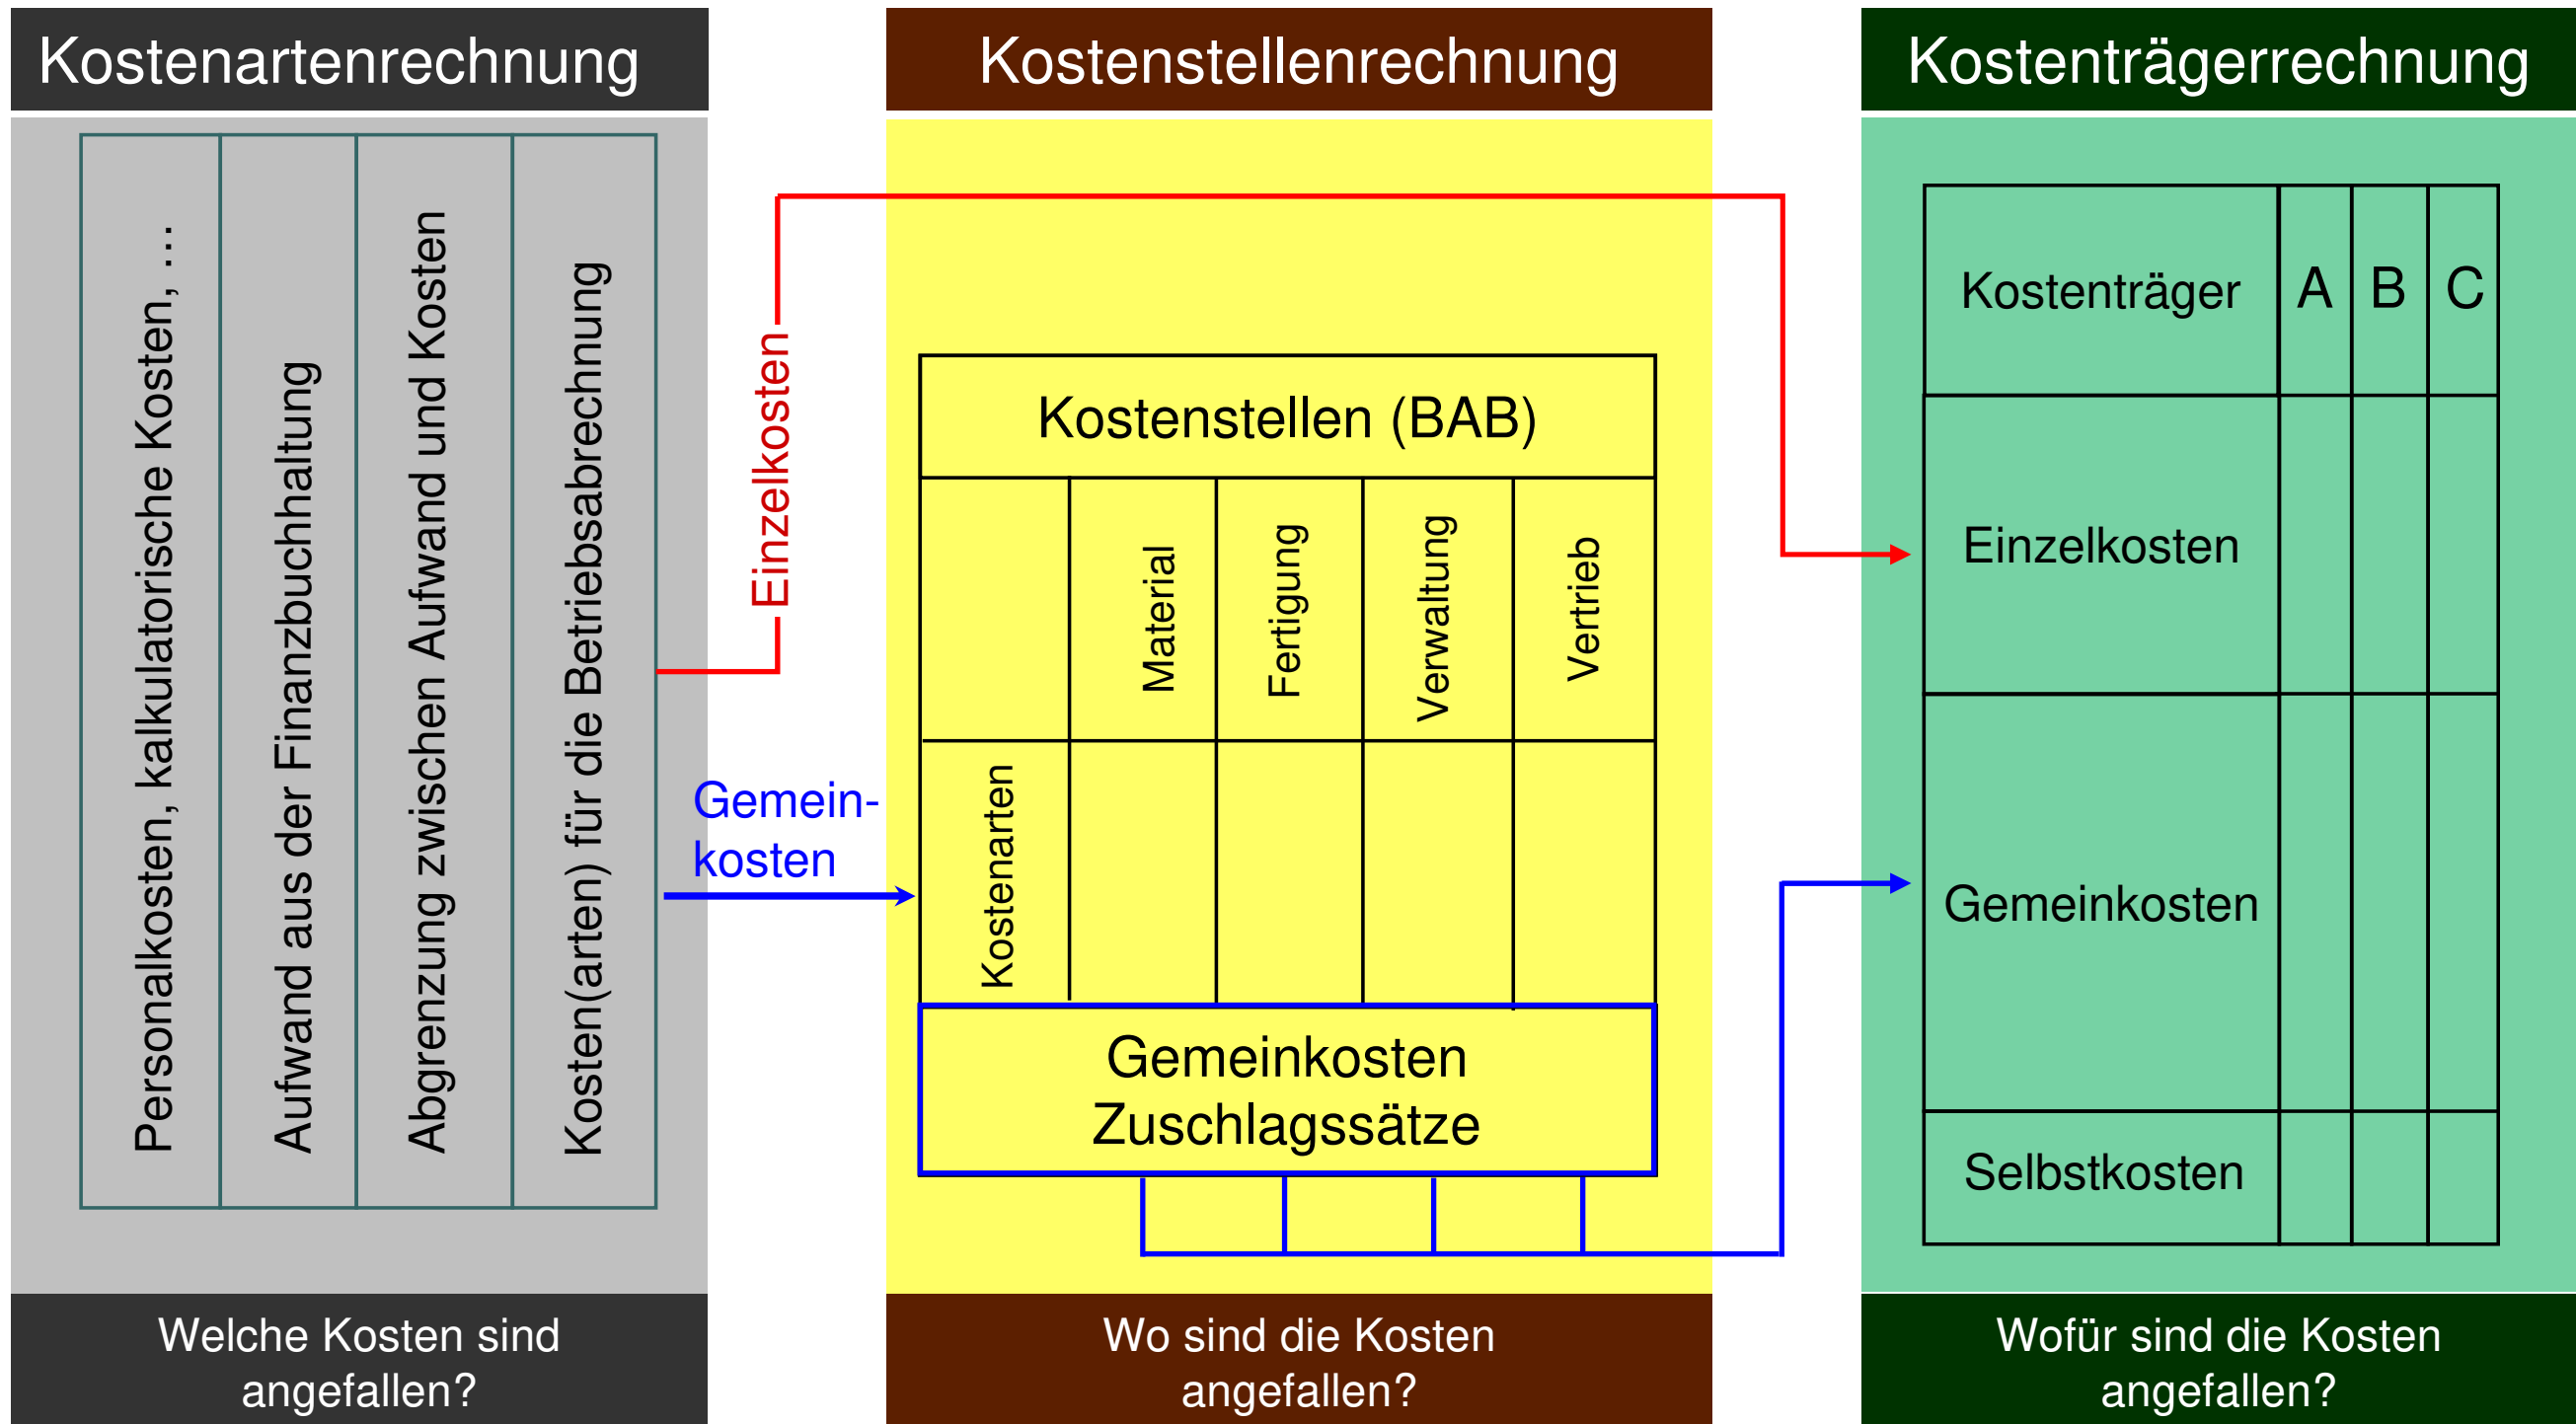 Kostenartenrechnung
Personalkosten, kalkulatorische Kosten, …
Aufwand aus der Finanzbuchhaltung
Abgrenzung zwischen Aufwand und Kosten
Kosten(arten) für die Betriebsabrechnung
Welche Kosten sind
angefallen?
Einzelkosten
Gemein-
kosten
Kostenstellenrechnung
Kostenstellen (BAB)
Material
Fertigung
Verwaltung
Vertrieb
Kostenarten
Gemeinkosten
Zuschlagssätze
Wo sind die Kosten
angefallen?
Kostenträgerrechnung
Kostenträger A B C
Einzelkosten
Gemeinkosten
Selbstkosten
Wofür sind die Kosten
angefallen?